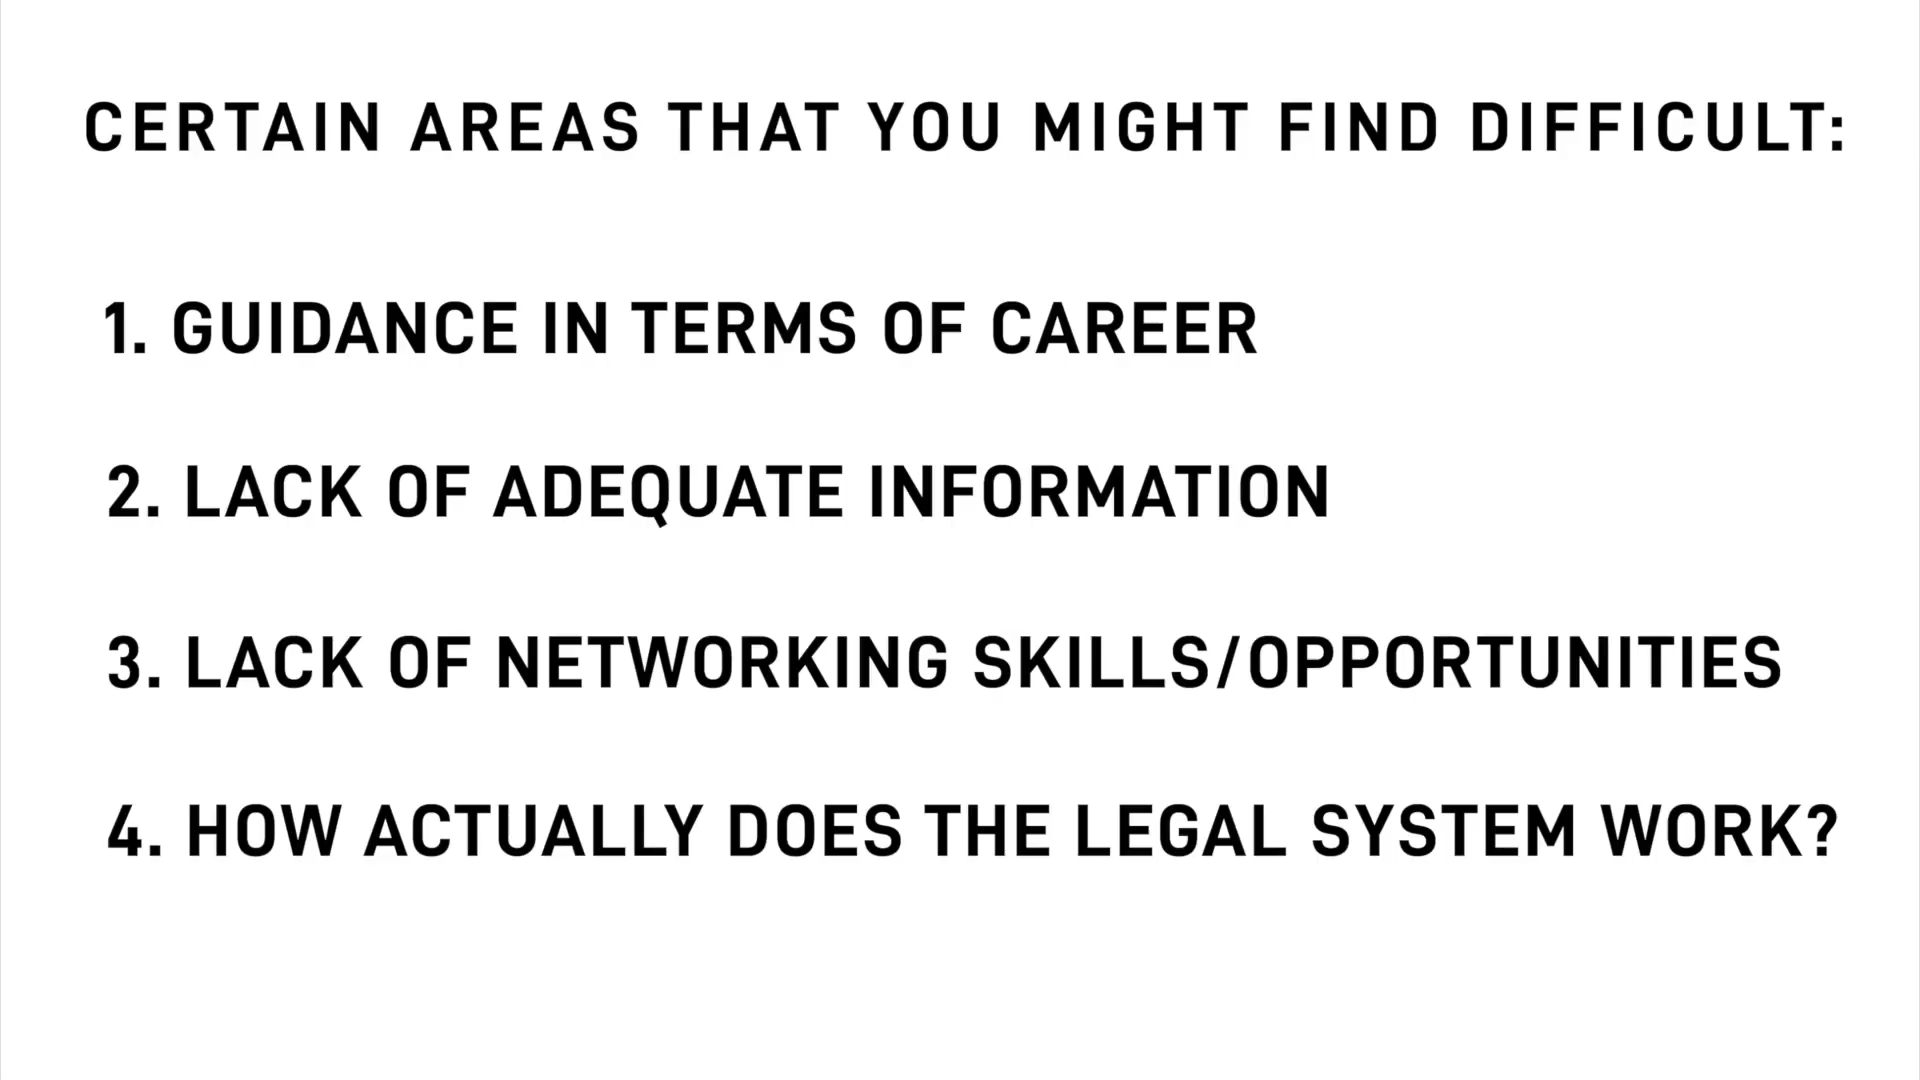 CERTAIN AREAS THAT YOU MIGHT FIND DIFFICULT:
1. GUIDANCE IN TERMS OF CAREER
2. LACK OF ADEQUATE INFORMATION
3. LACK OF NETWORKING SKILLS/OPPORTUNITIES
4. HOW ACTUALLY DOES THE LEGAL SYSTEM WORK?